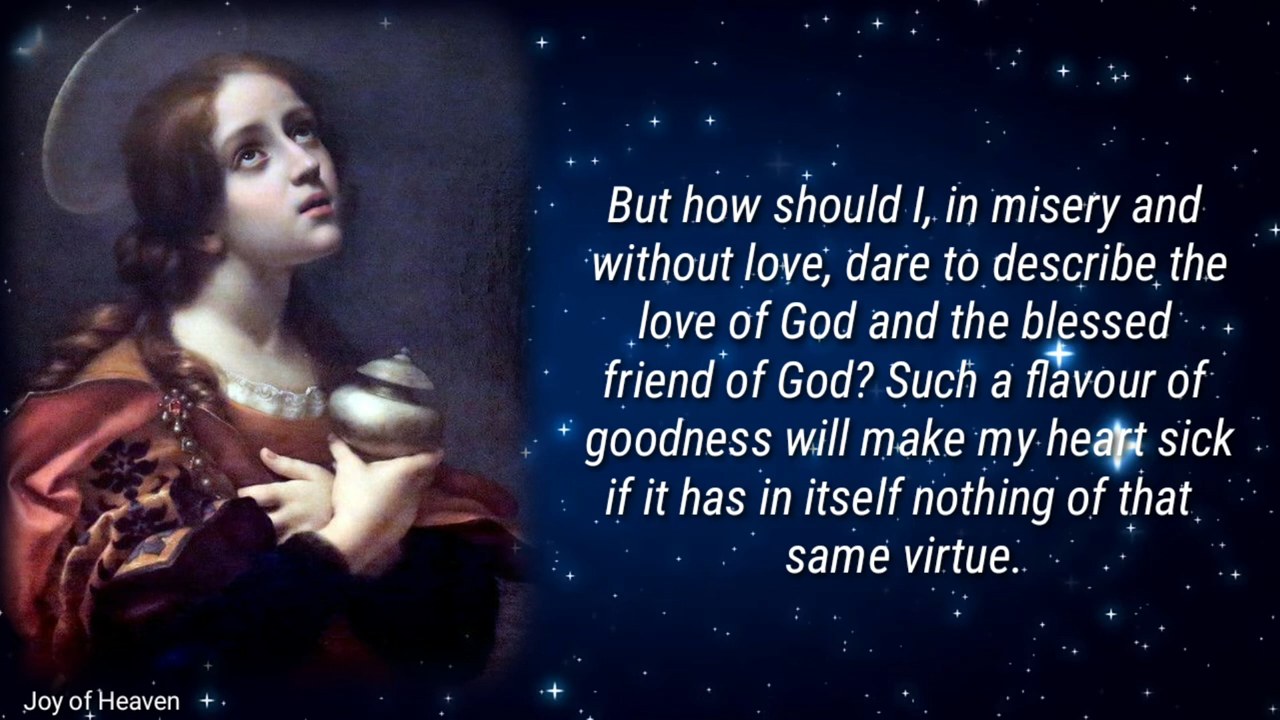 But how should I, in misery and
without love, dare to describe the
love of God and the blessed
friend of God? Such a flavour of
goodness will make my heart sick
if it has in itself nothing of that
same virtue.
Joy of Heaven